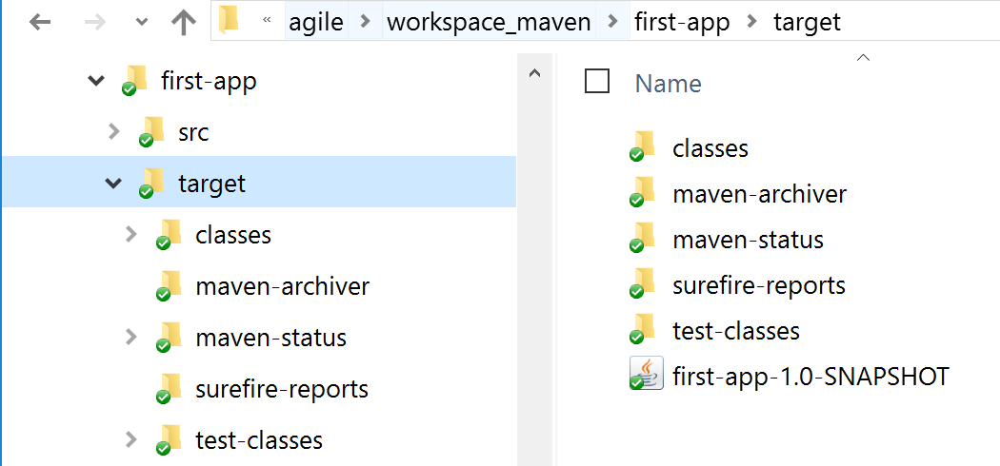 agile workspace_maven first-app target
first-app
src
target
classes
maven-archiver
maven-status
surefire-reports
test-classes
Name
classes
maven-archiver
maven-status
surefire-reports
test-classes
first-app-1.0-SNAPSHOT